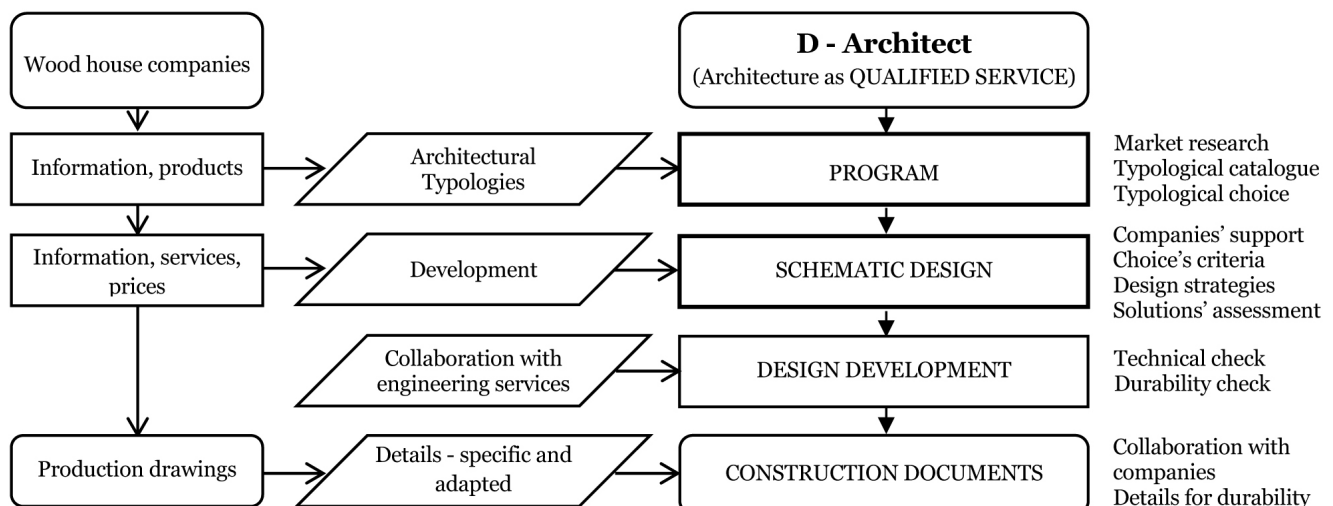 Wood house companies
D - Architect
(Architecture as QUALIFIED SERVICE)
Information, products
Architectural
Typologies
PROGRAM
Market research
Typological catalogue
Typological choice
Information, services,
prices
Development
SCHEMATIC DESIGN
Companies’ support
Choice’s criteria
Design strategies
Solutions’ assessment
Collaboration with
engineering services
DESIGN DEVELOPMENT
Technical check
Durability check
Production drawings
Details - specific and
adapted
CONSTRUCTION DOCUMENTS
Collaboration with
companies
Details for durability